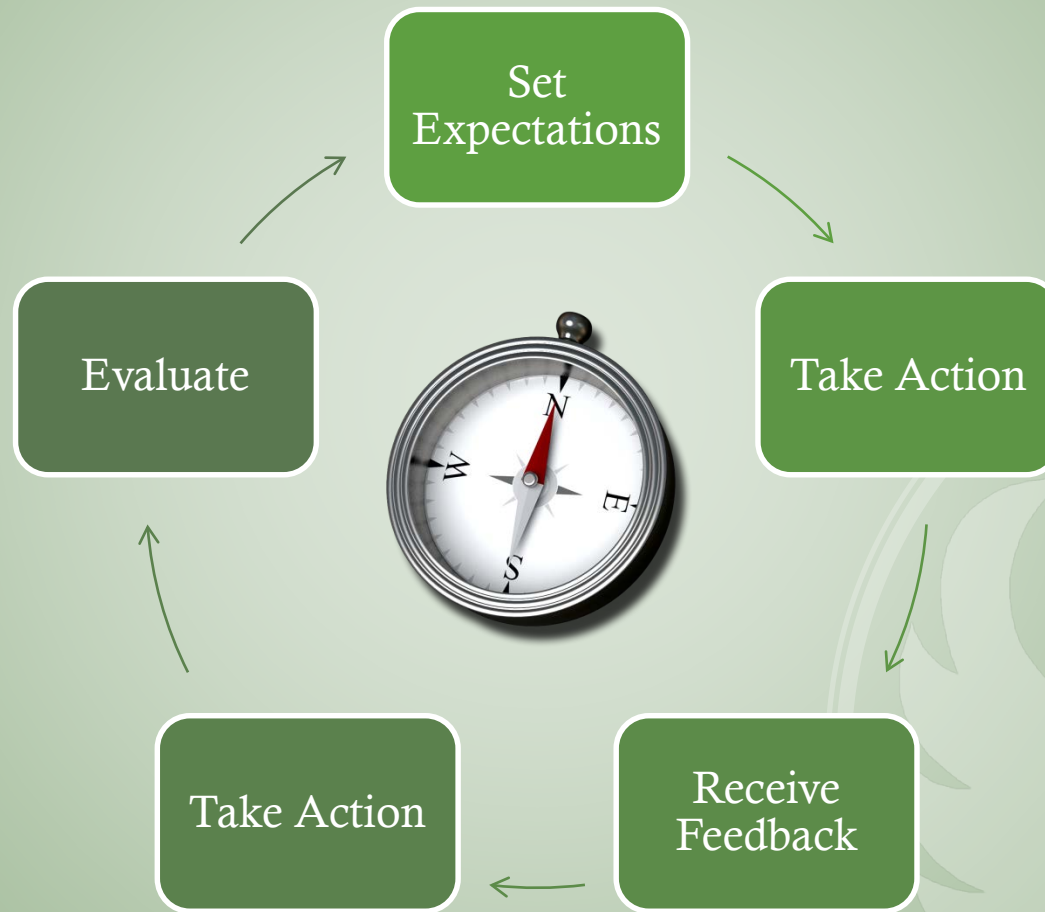 Set
Expectations
Evaluate
Take Action
N
W
E
S
Take Action
Receive
Feedback